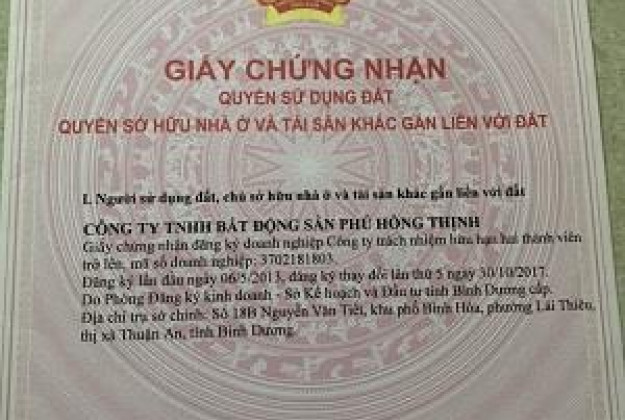 GIẤY CHỨNG NHẬN
QUYỀN SỬ DỤNG ĐẤT
QUYỀN SỞ HỮU NHÀ Ở VÀ TÀI SẢN KHÁC GẮN LIỀN VỚI ĐẤT
I. Người sử dụng đất, chủ sở hữu nhà ở và tài sản khác gắn liền với đất
CÔNG TY TNHH BẤT ĐỘNG SẢN PHÚ HỒNG THỊNH
Giấy chứng nhận đăng ký doanh nghiệp Công ty trách nhiệm hữu hạn hai thành viên
trở lên, mã số doanh nghiệp: 3702181803.
Đăng ký lần đầu ngày 06/5/2013, đăng ký thay đổi lần thứ 5 ngày 30/10/2017.
Do Phòng Đăng ký kinh doanh - Sở Kế hoạch và Đầu tư tỉnh Bình Dương cấp.
Địa chỉ trụ sở chính: Số 18B Nguyễn Văn Tiết, khu phố Bình Hòa, phường Lái Thiêu,
thị xã Thuận An, tỉnh Bình Dương.